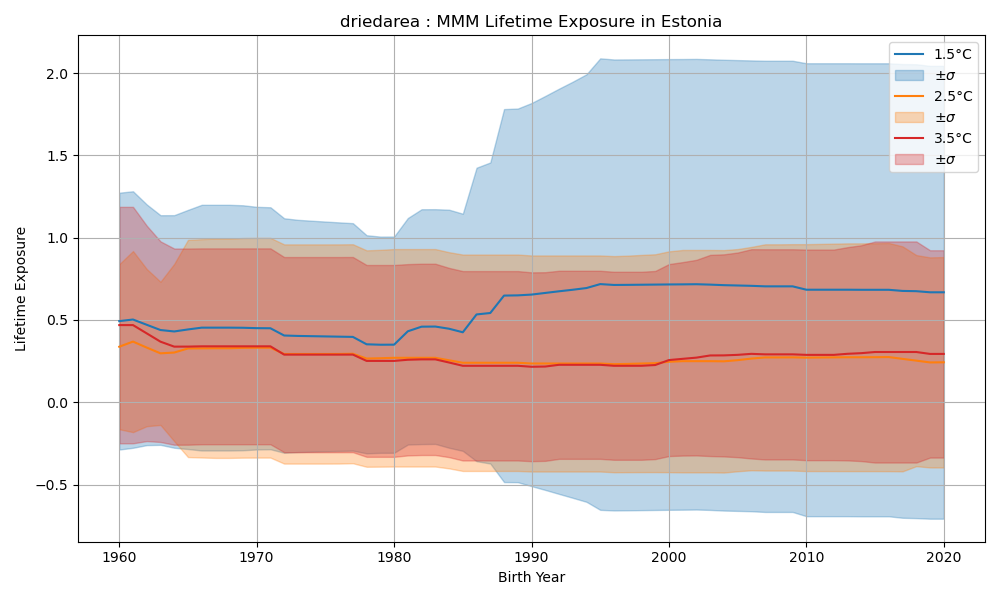 driedarea : MMM Lifetime Exposure in Estonia
2.0
1.5
1.0
0.5
0.0
−0.5
Lifetime Exposure
1.5°C
±σ
2.5°C
±σ
3.5°C
±σ
1960 1970 1980 1990 2000 2010 2020
Birth Year